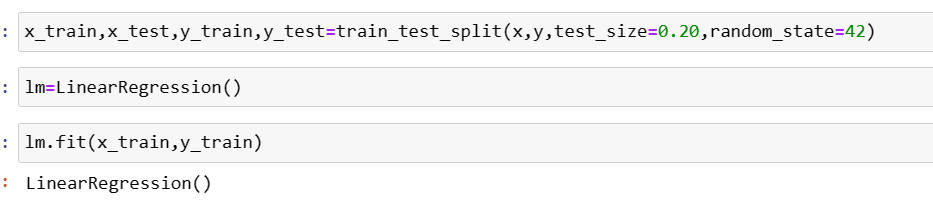 : x_train,x_test,y_train,y_test=train_test_split(x,y,test_size=0.20,random_state=42)
: lm=LinearRegression()
: lm.fit(x_train,y_train)
: LinearRegression()